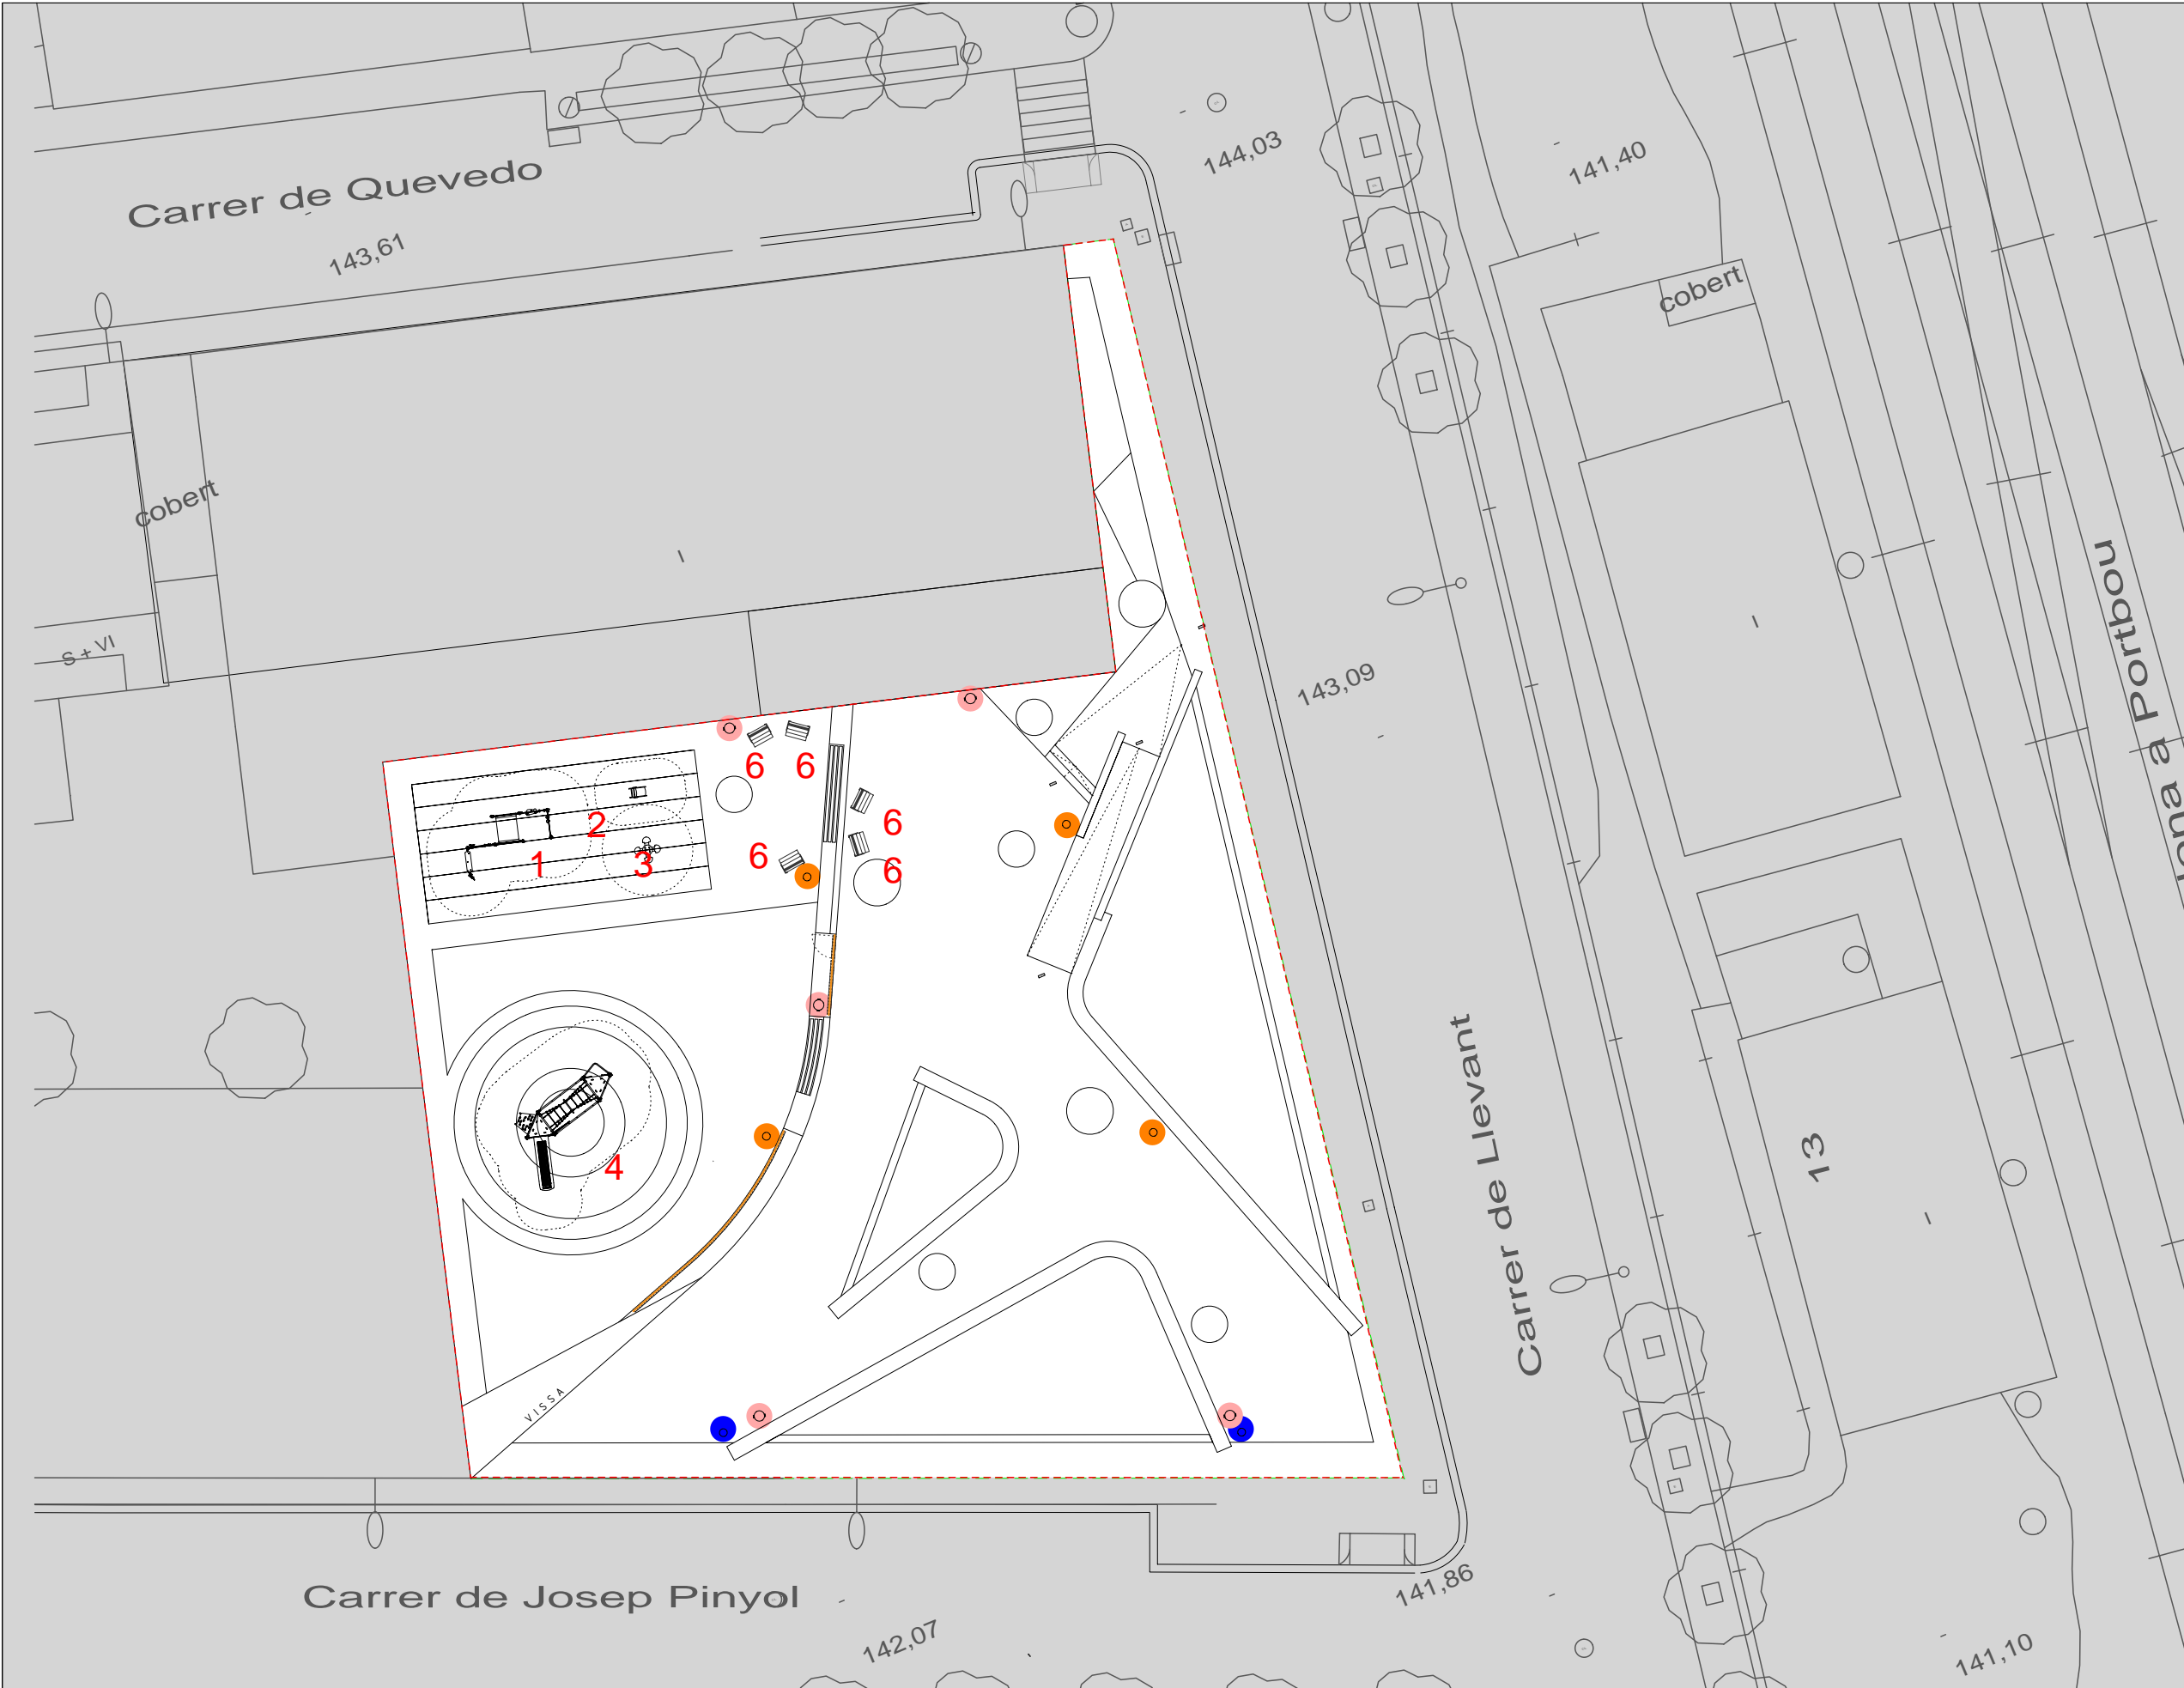 Carrer de Quevedo
143,61
144,03
141,40
cobert
cobert
I
I
S + VI
143,09
6
6
6
6
6
2
1
3
4
Carrer de Llevant
13
I
VISSA
Carrer de Josep Pinyol
142,07
141,86
141,10
lona a Portbou